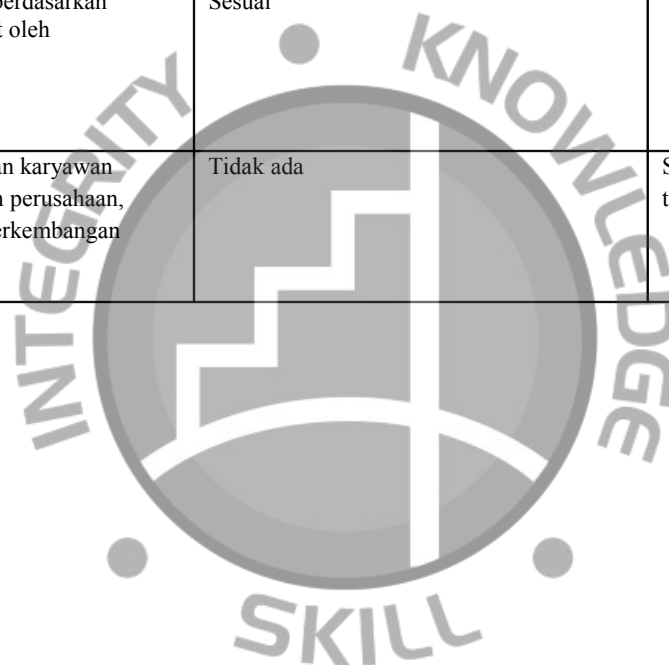 berdasarkan
Sesuai
t oleh
an karyawan
Tidak ada
S
n perusahaan,
t
erkembangan
INTEGRITY
KNOWLEDGE
SKILL